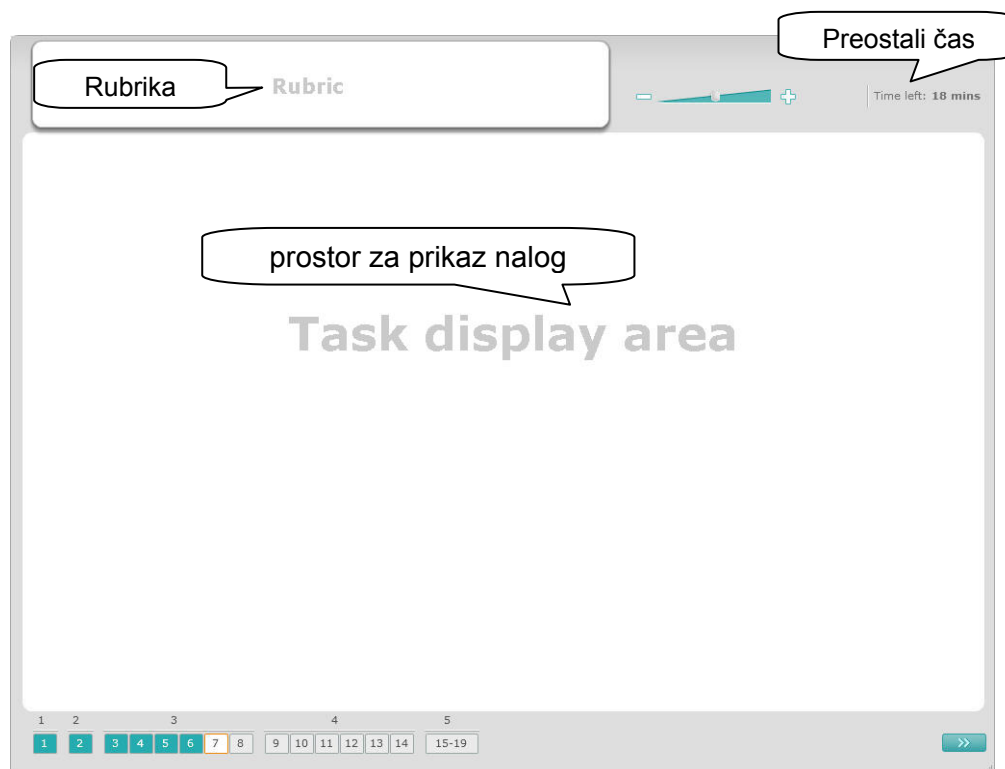 Preostali čas
Rubrika
Rubric
Time left: 18 mins
prostor za prikaz nalog
Task display area
1 2 3 4 5
1 2 3 4 5 6 7 8 9 10 11 12 13 14 15-19